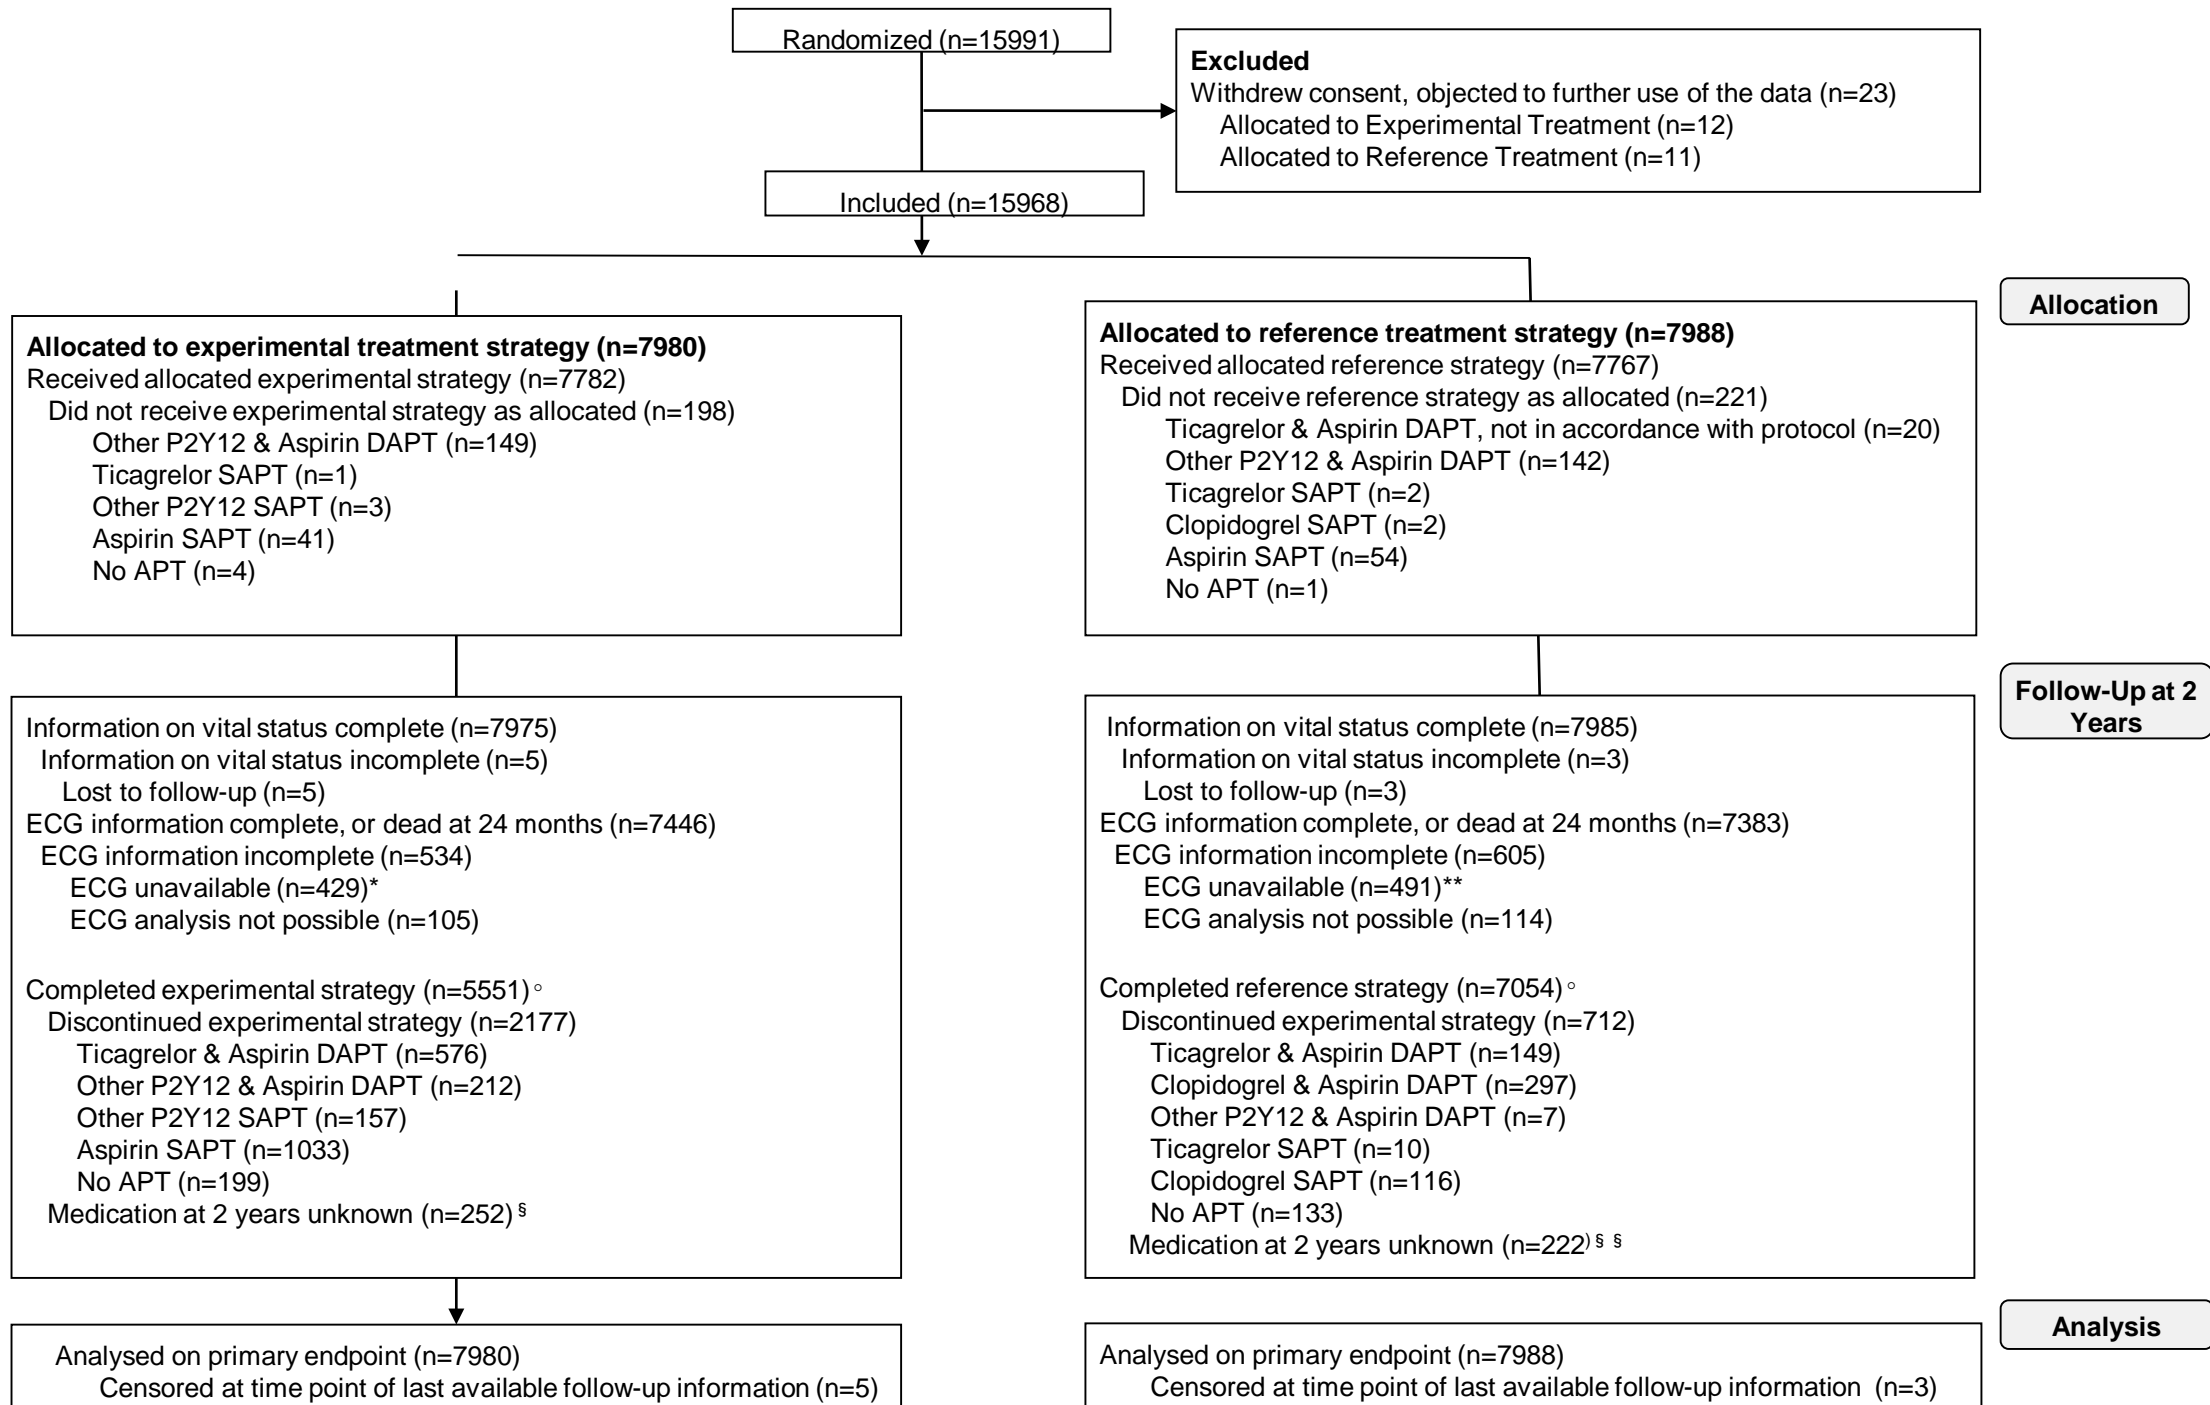 Randomized (n=15991)
Excluded
Withdrew consent, objected to further use of the data (n=23)
Allocated to Experimental Treatment (n=12)
Allocated to Reference Treatment (n=11)
Included (n=15968)
Allocation
Allocated to experimental treatment strategy (n=7980)
Received allocated experimental strategy (n=7782)
Did not receive experimental strategy as allocated (n=198)
Other P2Y12 & Aspirin DAPT (n=149)
Ticagrelor SAPT (n=1)
Other P2Y12 SAPT (n=3)
Aspirin SAPT (n=41)
No APT (n=4)
Allocated to reference treatment strategy (n=7988)
Received allocated reference strategy (n=7767)
Did not receive reference strategy as allocated (n=221)
Ticagrelor & Aspirin DAPT, not in accordance with protocol (n=20)
Other P2Y12 & Aspirin DAPT (n=142)
Ticagrelor SAPT (n=2)
Clopidogrel SAPT (n=2)
Aspirin SAPT (n=54)
No APT (n=1)
Follow-Up at 2
Years
Information on vital status complete (n=7975)
Information on vital status incomplete (n=5)
Lost to follow-up (n=5)
ECG information complete, or dead at 24 months (n=7446)
ECG information incomplete (n=534)
ECG unavailable (n=429)*
ECG analysis not possible (n=105)
Completed experimental strategy (n=5551)°
Discontinued experimental strategy (n=2177)
Ticagrelor & Aspirin DAPT (n=576)
Other P2Y12 & Aspirin DAPT (n=212)
Other P2Y12 SAPT (n=157)
Aspirin SAPT (n=1033)
No APT (n=199)
Medication at 2 years unknown (n=252) §
Information on vital status complete (n=7985)
Information on vital status incomplete (n=3)
Lost to follow-up (n=3)
ECG information complete, or dead at 24 months (n=7383)
ECG information incomplete (n=605)
ECG unavailable (n=491)**
ECG analysis not possible (n=114)
Completed reference strategy (n=7054)°
Discontinued experimental strategy (n=712)
Ticagrelor & Aspirin DAPT (n=149)
Clopidogrel & Aspirin DAPT (n=297)
Other P2Y12 & Aspirin DAPT (n=7)
Ticagrelor SAPT (n=10)
Clopidogrel SAPT (n=116)
No APT (n=133)
Medication at 2 years unknown (n=222) § §
Analysis
Analysed on primary endpoint (n=7980)
Censored at time point of last available follow-up information (n=5)
Analysed on primary endpoint (n=7988)
Censored at time point of last available follow-up information (n=3)